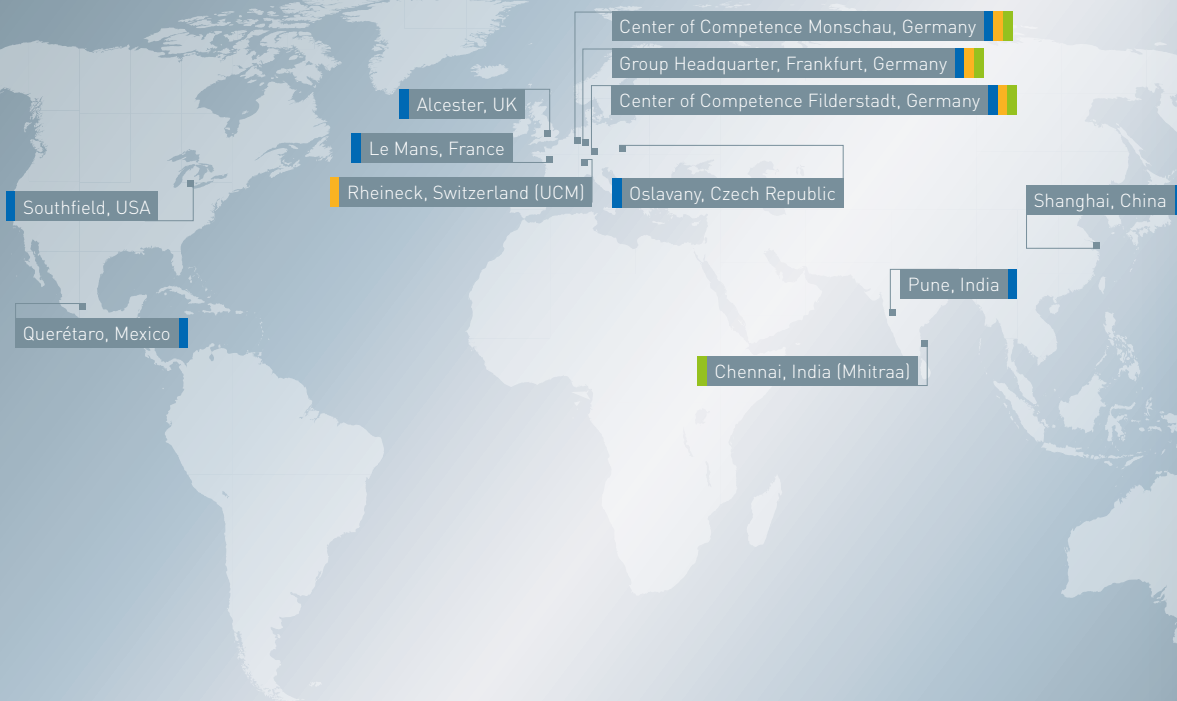 Center of Competence Monschau, Germany
Group Headquarter, Frankfurt, Germany
Center of Competence Filderstadt, Germany
Alcester, UK
Le Mans, France
Rheineck, Switzerland (UCM)
Oslavany, Czech Republic
Southfield, USA
Shanghai, China
Pune, India
Querétaro, Mexico
Chennai, India (Mhitraa)